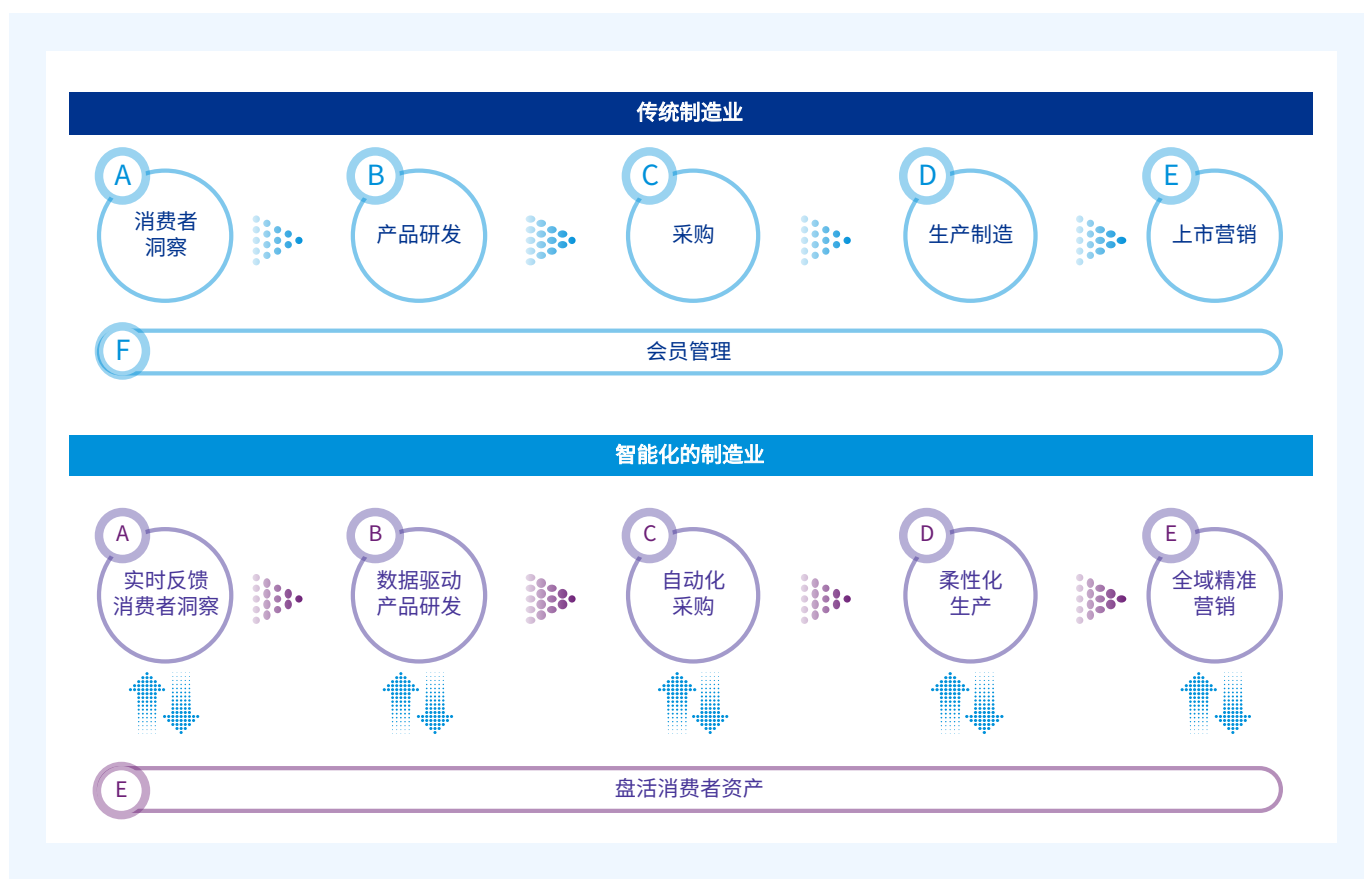 传统制造业
A
消费者
洞察
B
产品研发
C
采购
D
生产制造
E
上市营销
F
会员管理
智能化的制造业
A
实时反馈
消费者洞察
B
数据驱动
产品研发
C
自动化
采购
D
柔性化
生产
E
全域精准
营销
E
盘活消费者资产